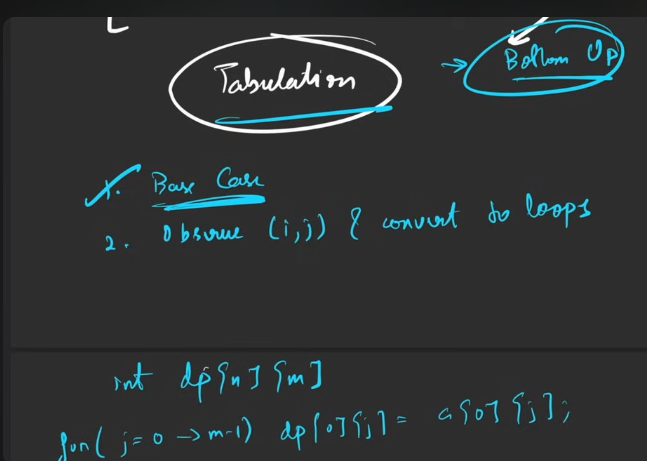 Tabulation → Bottom Up
1. Base Case
2. Observe (i,j) & convert to loops
int dp[n][m]
for( j=0 → m-1) dp[0][j] = a[0][j];